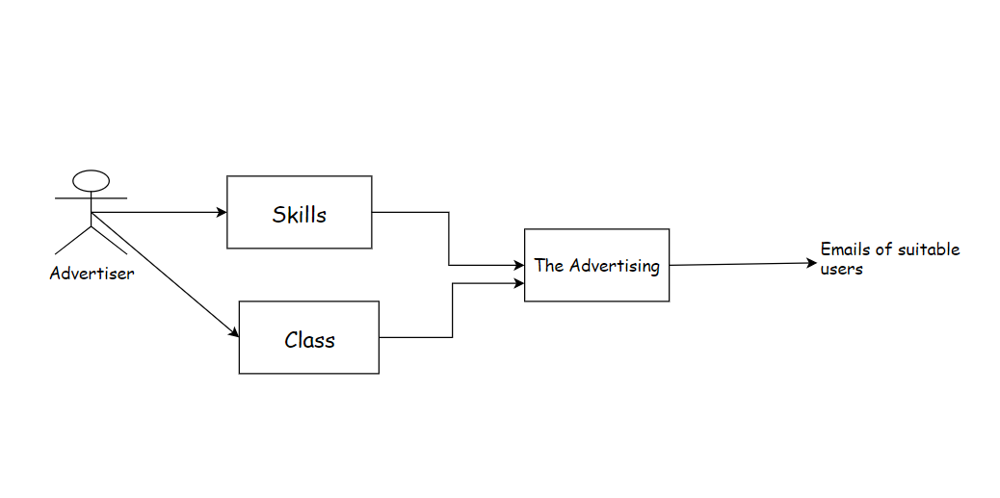 Advertiser
Skills
Class
The Advertising
Emails of suitable
users